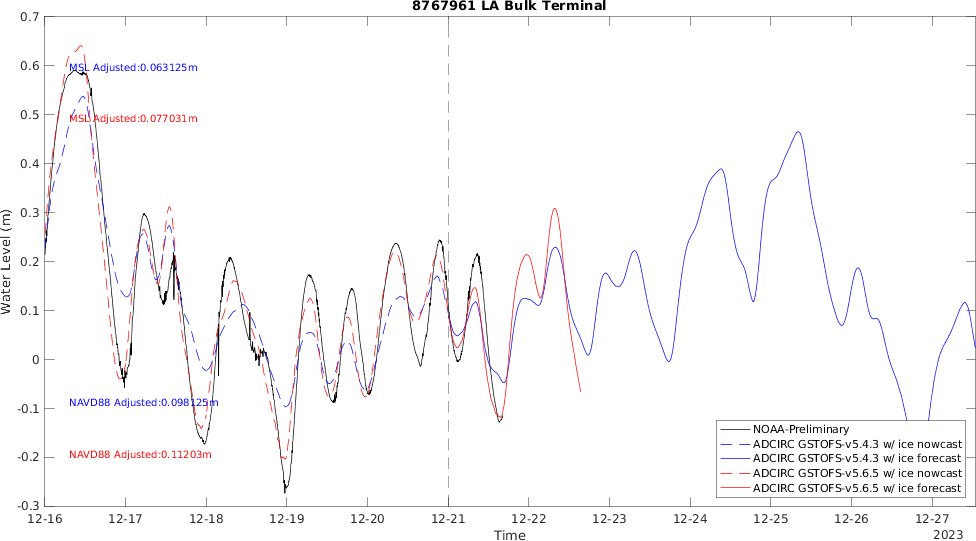 8767961 LA Bulk Terminal
0.7
0.6
0.5
0.4
0.3
0.2
0.1
0
-0.1
-0.2
-0.3
Water Level (m)
MSL Adjusted:0.063125m
MSL Adjusted:0.077031m
NAVD88 Adjusted:0.098125m
NAVD88 Adjusted:0.11203m
NOAA-Preliminary
ADCIRC GSTOFS-v5.4.3 w/ ice nowcast
ADCIRC GSTOFS-v5.4.3 w/ ice forecast
ADCIRC GSTOFS-v5.6.5 w/ ice nowcast
ADCIRC GSTOFS-v5.6.5 w/ ice forecast
12-16 12-17 12-18 12-19 12-20 12-21 12-22 12-23 12-24 12-25 12-26 12-27
Time
2023